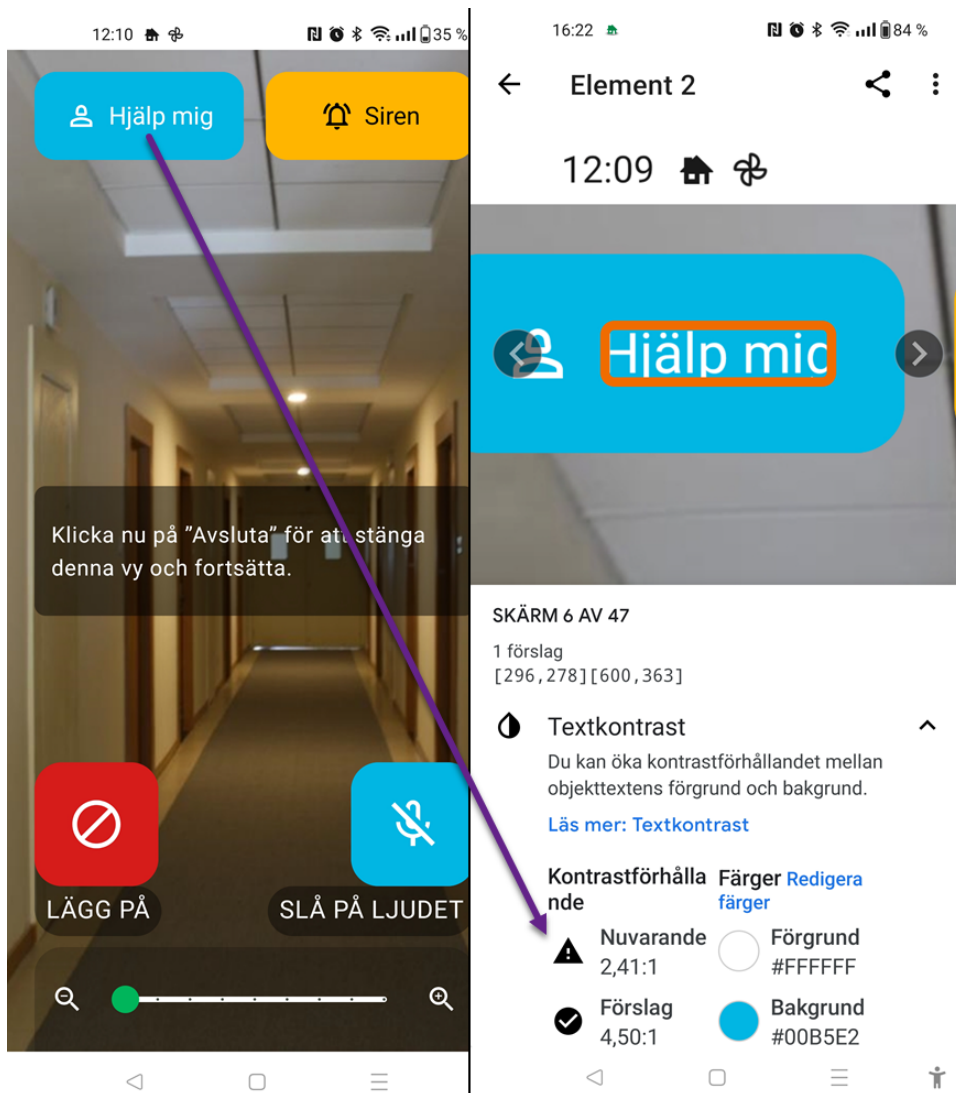 12:10
35 %
Hjälp mig
Siren
Klicka nu på ”Avsluta” för att stänga
denna vy och fortsätta.
LÄGG PÅ
SLÅ PÅ LJUDET
16:22
84 %
Element 2
12:09
Hjälp mig
SKÄRM 6 AV 47
1 förslag
[296,278][600,363]
Textkontrast
Du kan öka kontrastförhållandet mellan
objekttextens förgrund och bakgrund.
Läs mer: Textkontrast
Kontrastförhålla
nde
Färger Redigera
färger
Nuvarande
2,41:1
Förgrund
#FFFFFF
Förslag
4,50:1
Bakgrund
#00B5E2